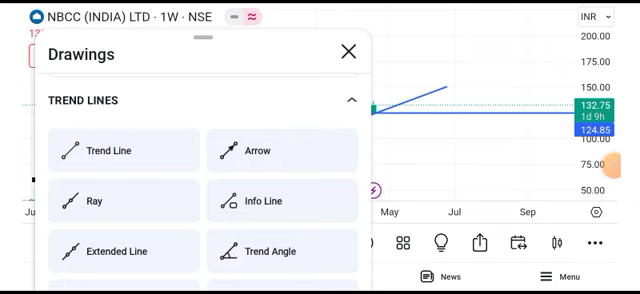 NBCC (INDIA) LTD · 1W · NSE
INR
Drawings
TREND LINES
Trend Line
Arrow
Ray
Info Line
Extended Line
Trend Angle
200.00
175.00
150.00
132.75
1d 9h
124.85
100.00
75.00
50.00
May
Jul
Sep
News
Menu